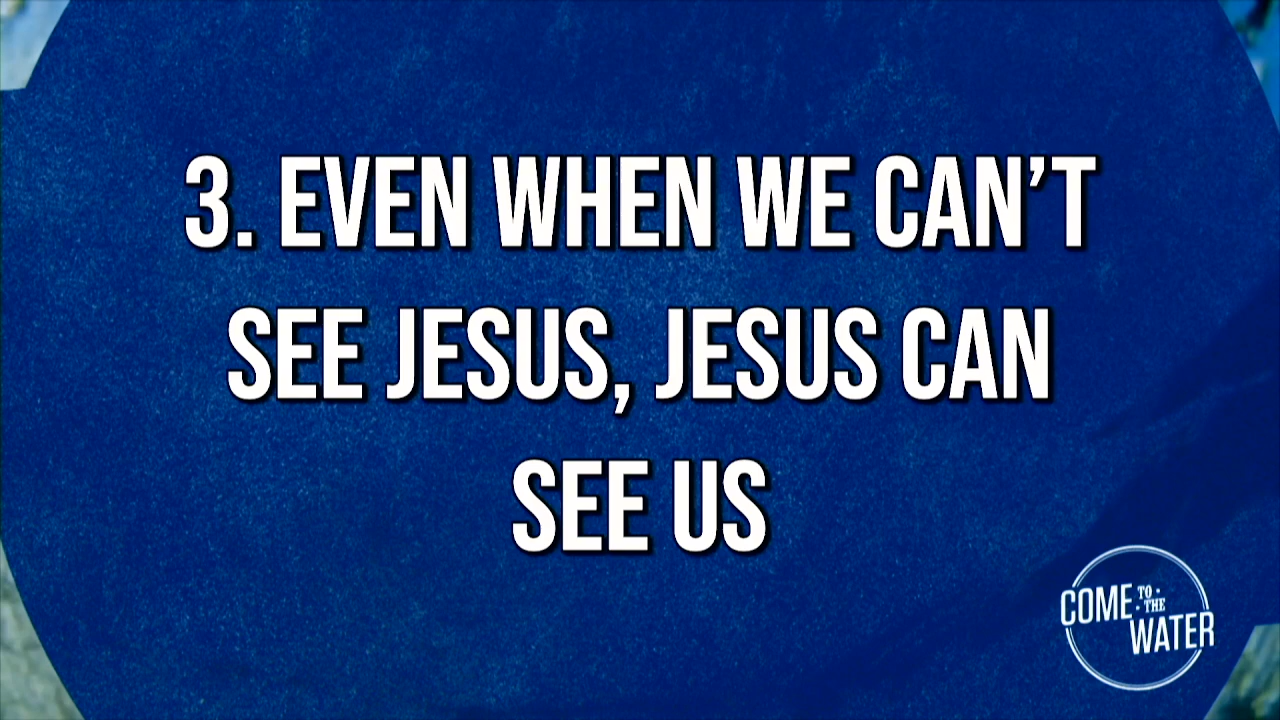 3. EVEN WHEN WE CAN’T
SEE JESUS, JESUS CAN
SEE US
COME TO
THE
WATER